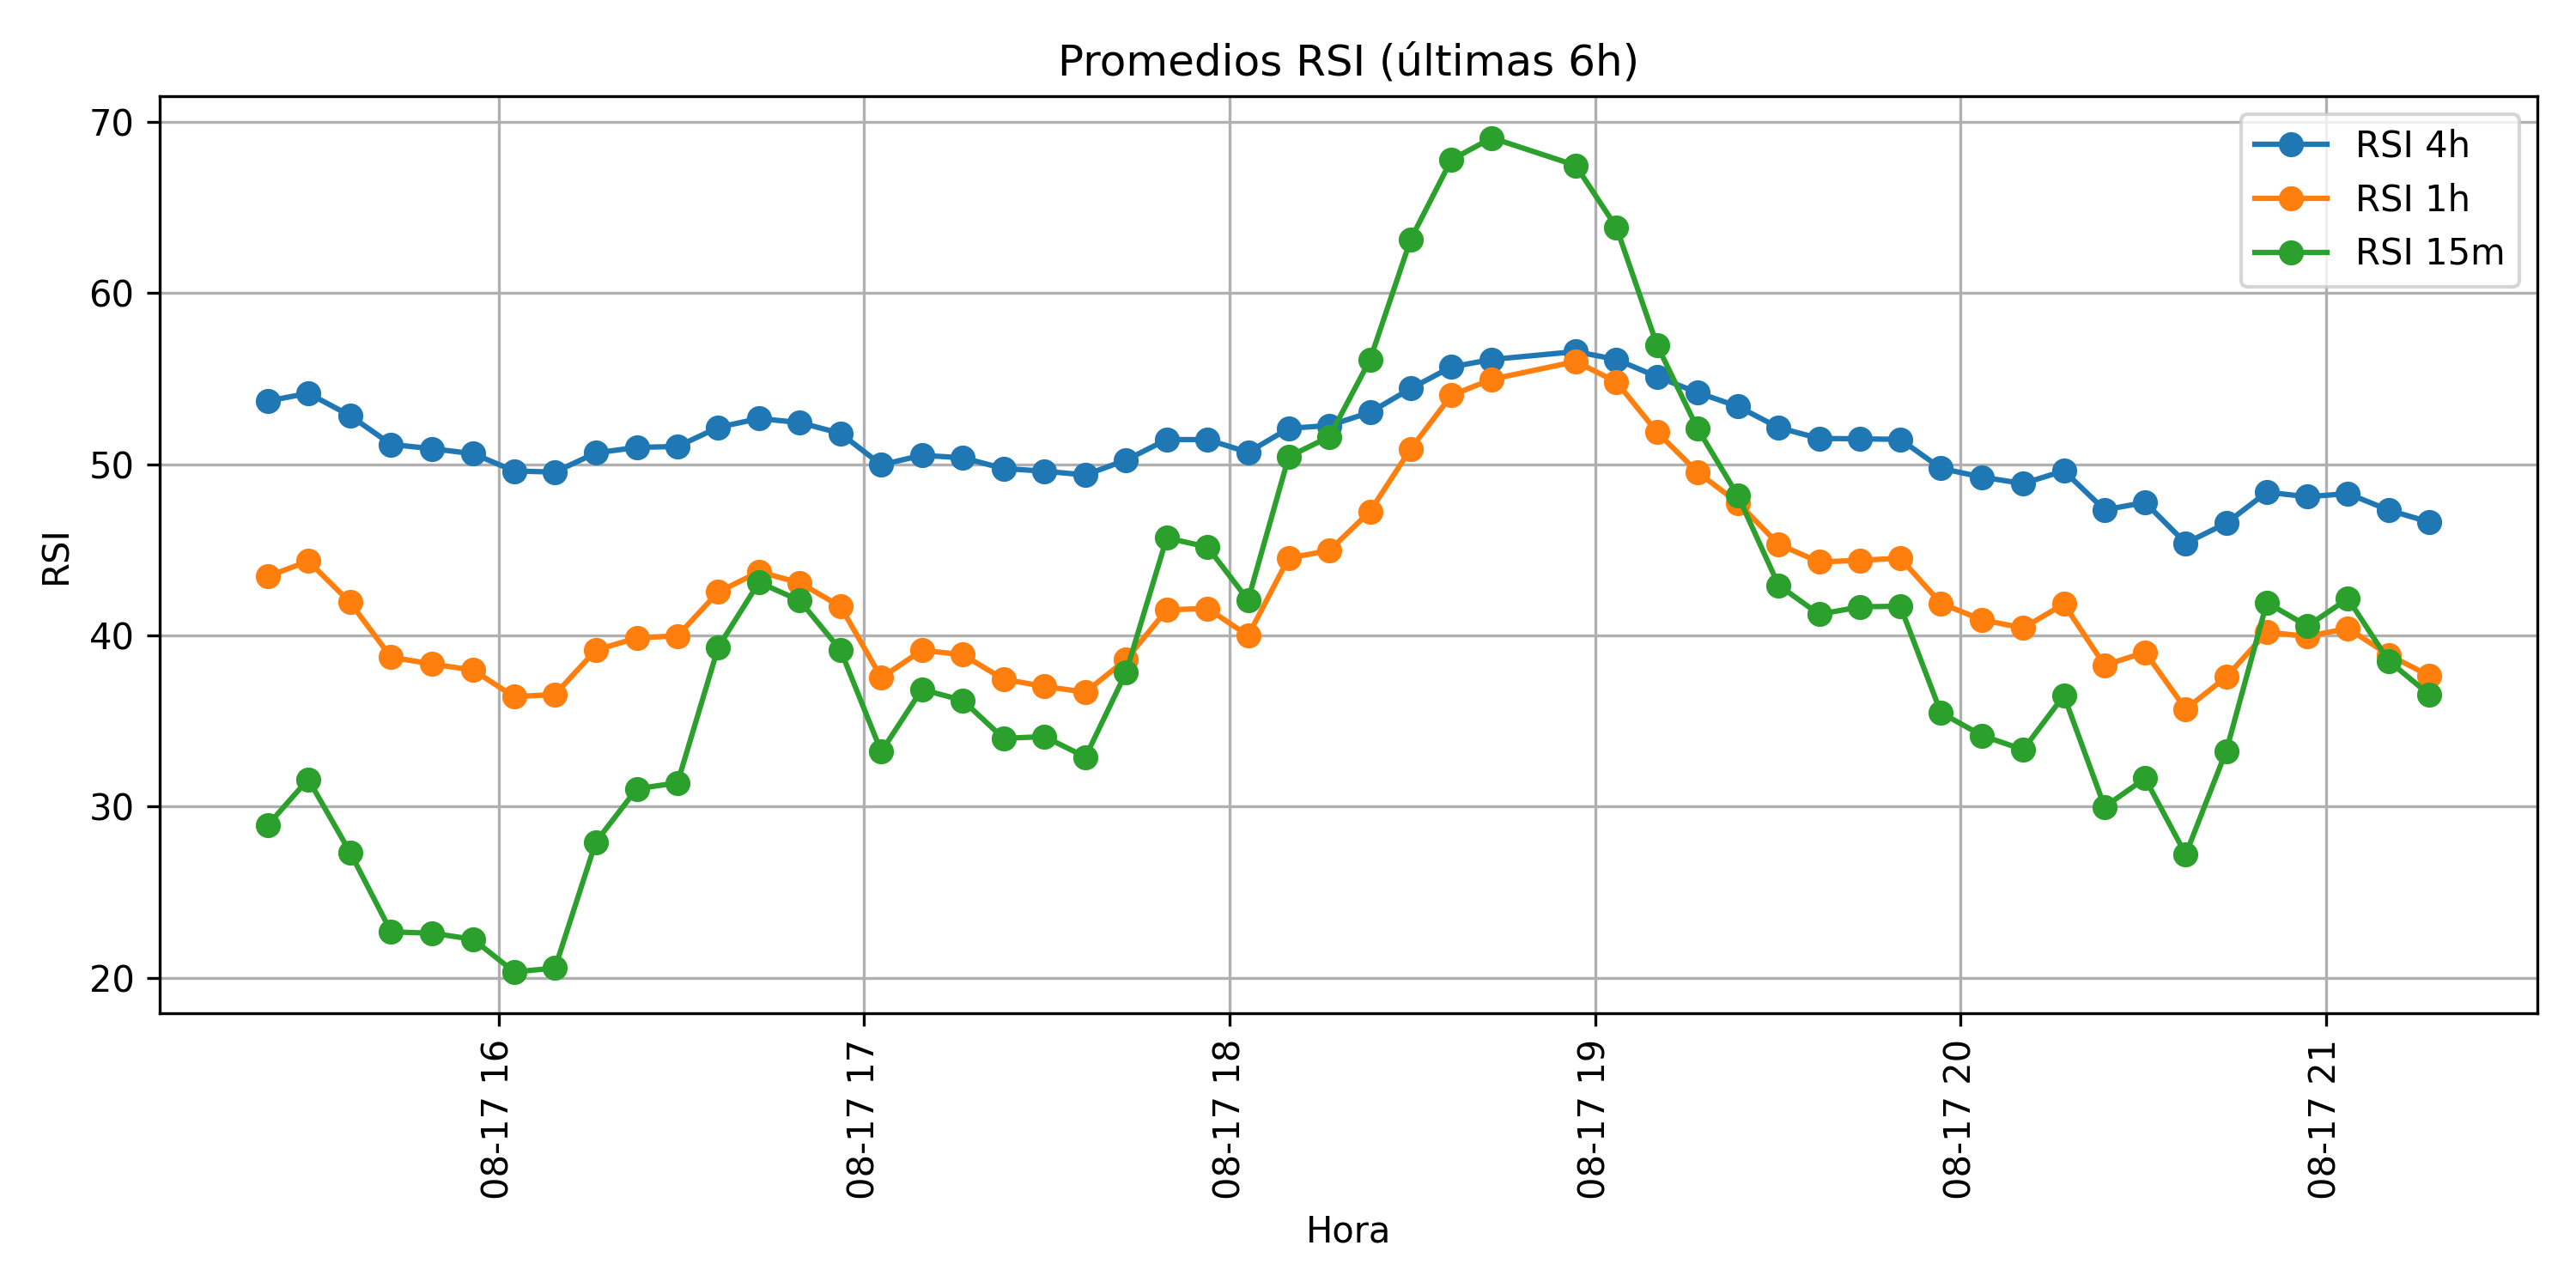 Promedios RSI (últimas 6h)
RSI 4h
RSI 1h
RSI 15m
RSI
70
60
50
40
30
20
08-17 16
08-17 17
08-17 18
08-17 19
08-17 20
08-17 21
Hora